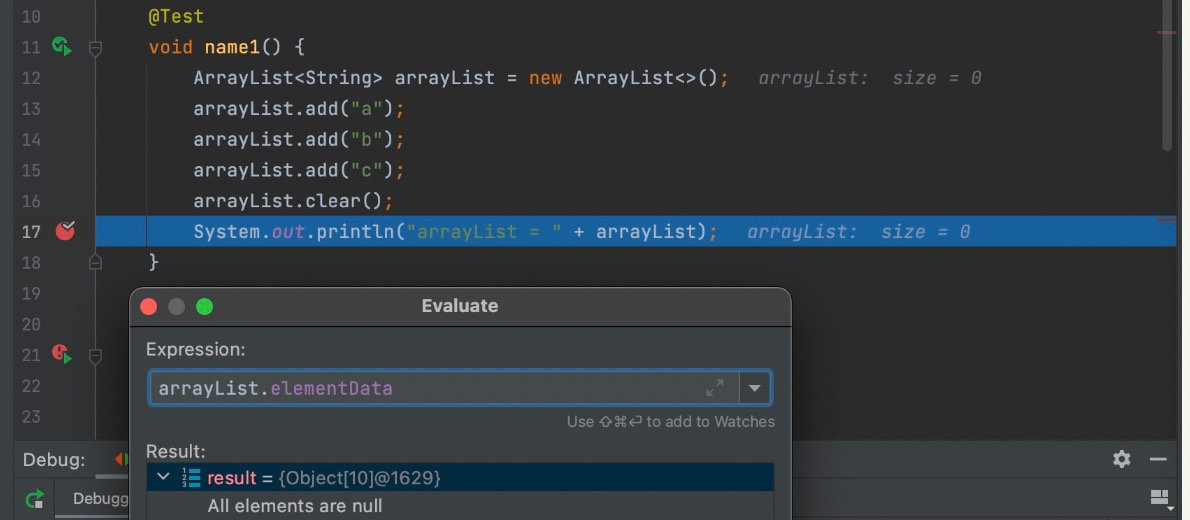 10 @Test
11 void name1() {
12 ArrayList<String> arrayList = new ArrayList<>(); arrayList: size = 0
13 arrayList.add("a");
14 arrayList.add("b");
15 arrayList.add("c");
16 arrayList.clear();
17 System.out.println("arrayList = " + arrayList); arrayList: size = 0
18 }
19
20
21
22
23
Evaluate
Expression:
arrayList.elementData
Use ⇧⌘⏎ to add to Watches
Result:
result = {Object[10]@1629}
All elements are null
Debug:
Debugg